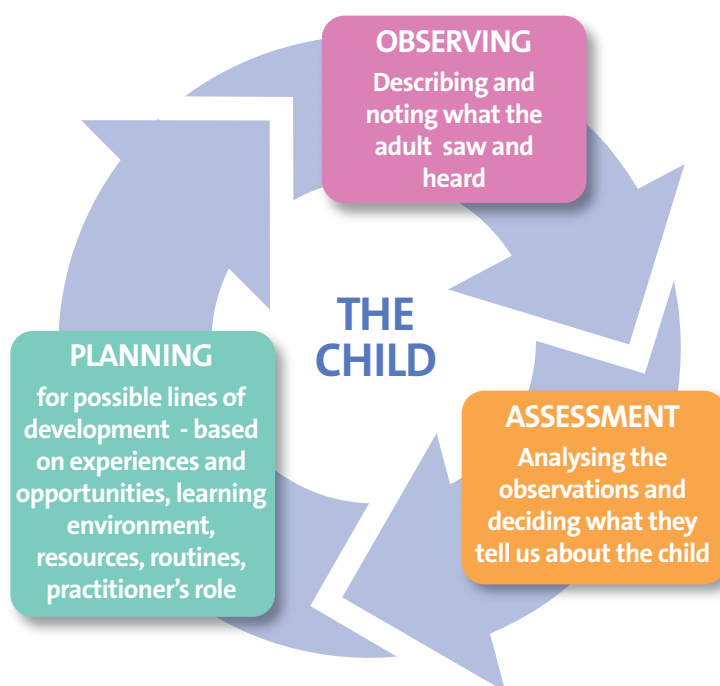 OBSERVING
Describing and
noting what the
adult saw and
heard
THE
CHILD
PLANNING
for possible lines of
development - based
on experiences and
opportunities, learning
environment,
resources, routines,
practitioner's role
ASSESSMENT
Analysing the
observations and
deciding what they
tell us about the child